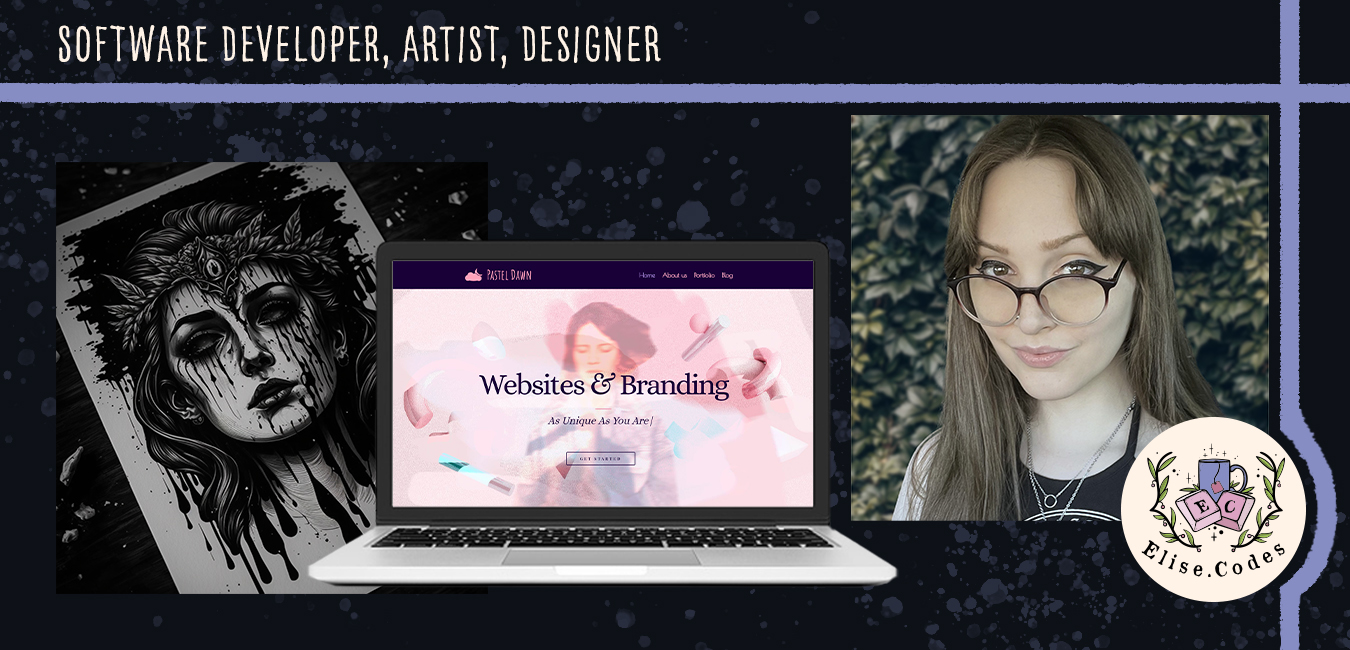 SOFTWARE DEVELOPER, ARTIST, DESIGNER
PASTEL DAWN
Home About us Portfolio Blog
Websites & Branding
As Unique As You Are|
GET STARTED
E C
Elise.Codes